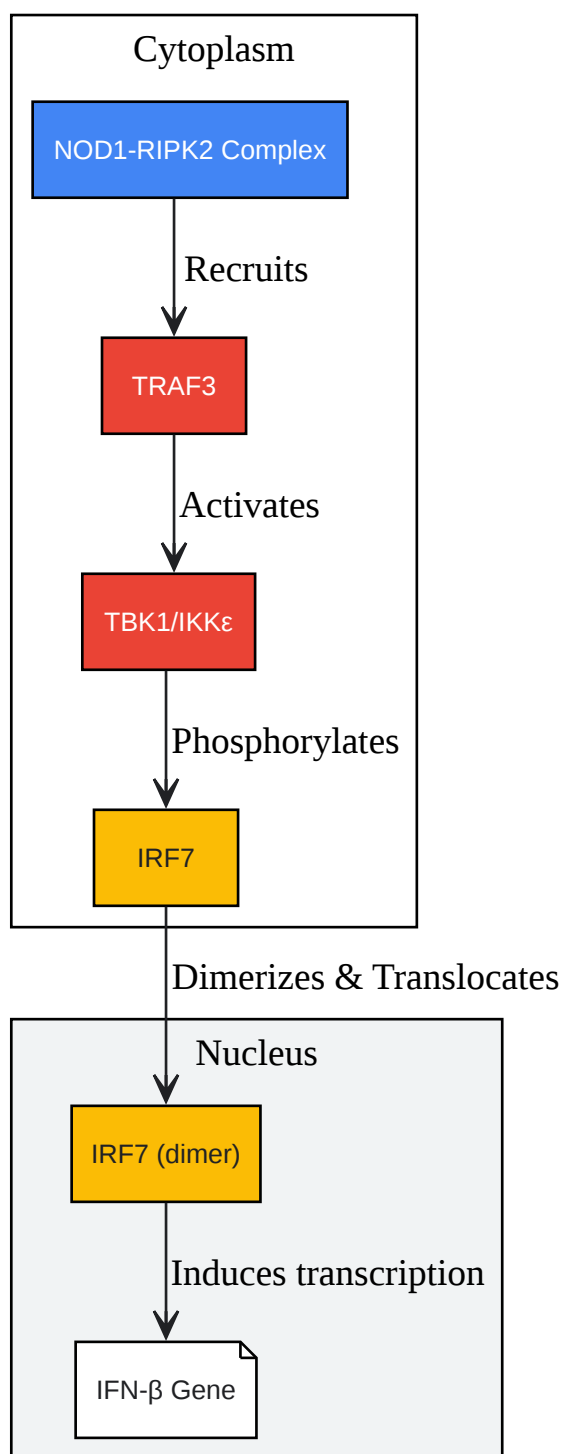 Cytoplasm
NOD1-RIPK2 Complex
Recruits
TRAF3
Activates
TBK1/IKKε
Phosphorylates
IRF7
Dimerizes & Translocates
Nucleus
IRF7 (dimer)
Induces transcription
IFN-β Gene